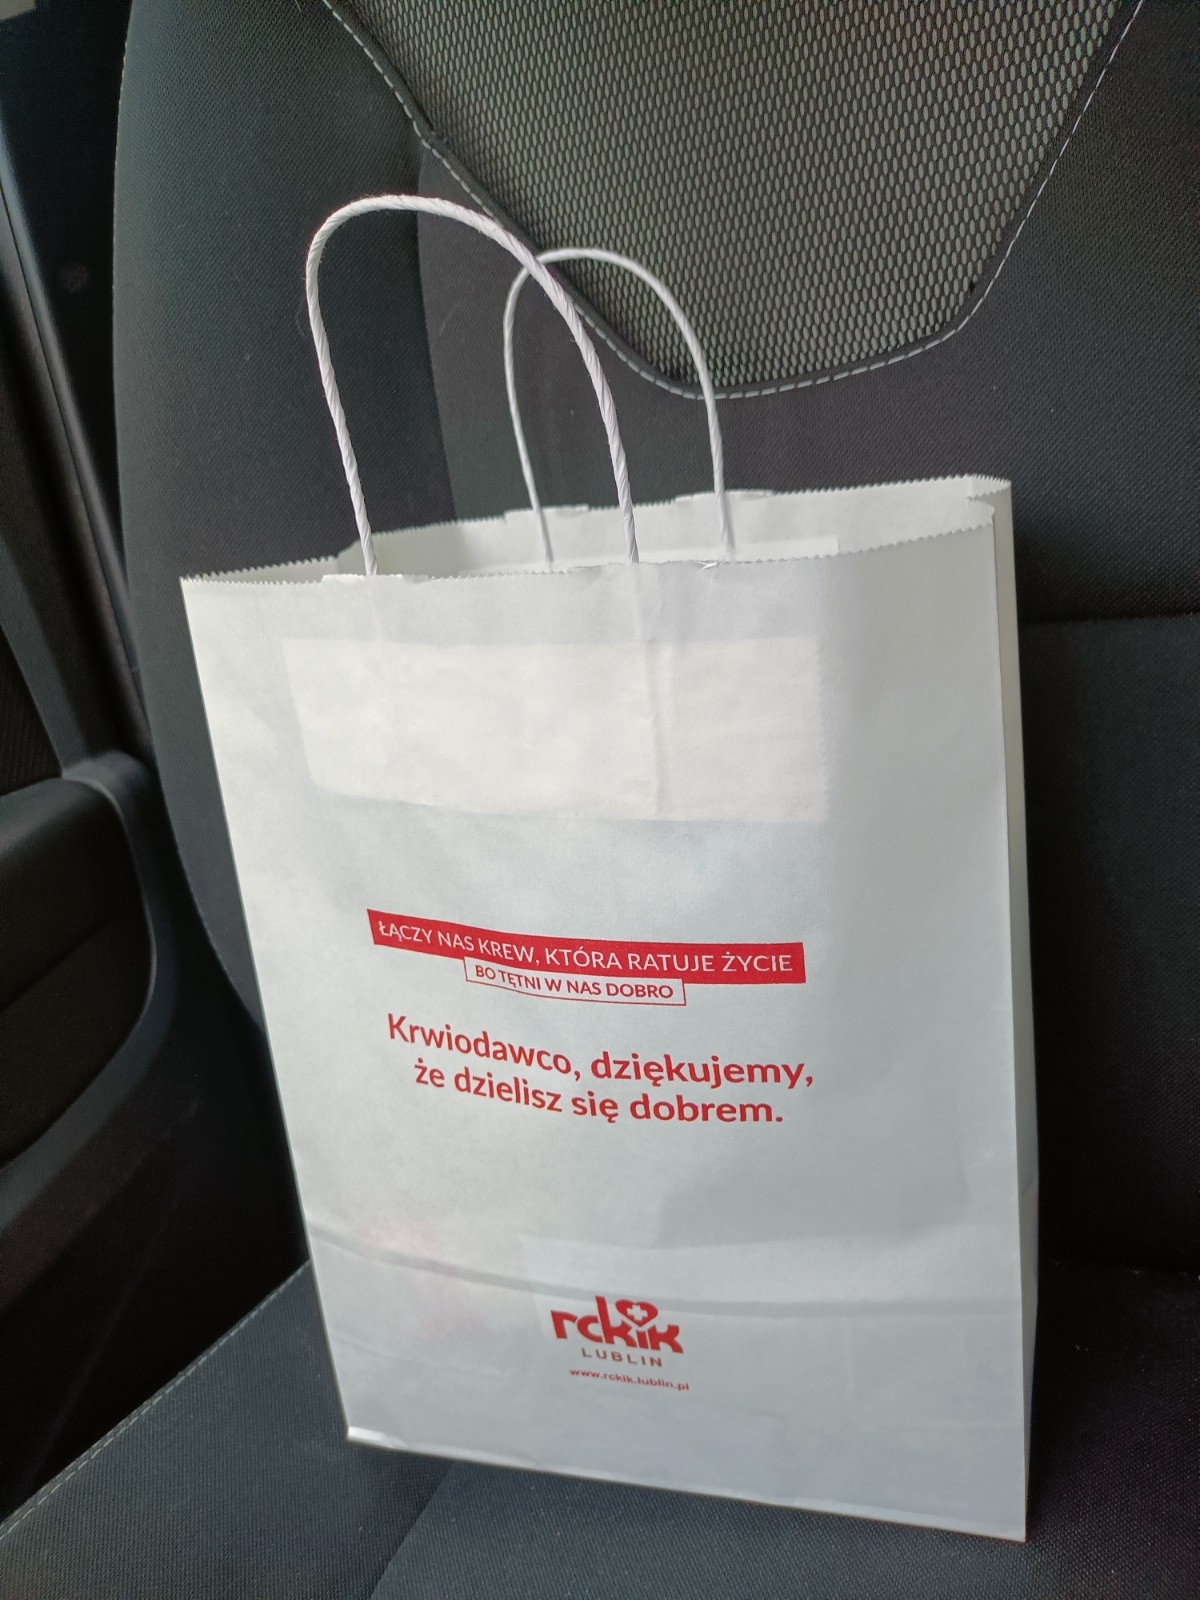 ŁĄCZY NAS KREW, KTÓRA RATUJE ŻYCIE
BO TĘTNI W NAS DOBRO
Krwiodawco, dziękujemy,
że dzielisz się dobrem.
rckik
LUBLIN
www.rckik.lublin.pl